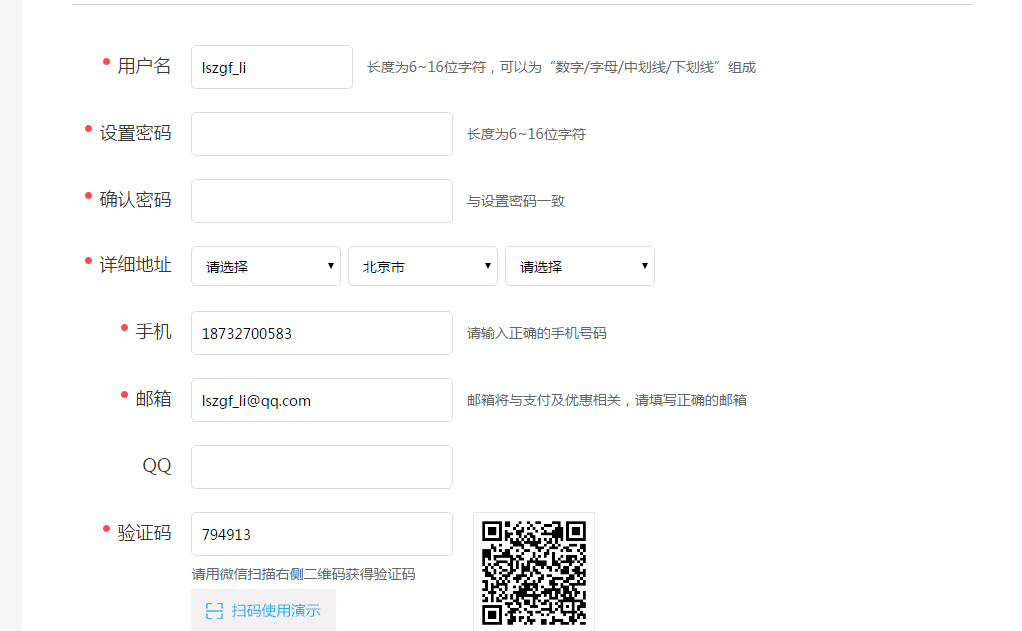 用户名 lszgf_li 长度为6~16位字符，可以为“数字/字母/中划线/下划线”组成
设置密码 长度为6~16位字符
确认密码 与设置密码一致
详细地址 请选择 北京市 请选择
手机 18732700583 请输入正确的手机号码
邮箱 lszgf_li@qq.com 邮箱将与支付及优惠相关，请填写正确的邮箱
QQ
验证码 794913
请用微信扫描右侧二维码获得验证码
扫码使用演示